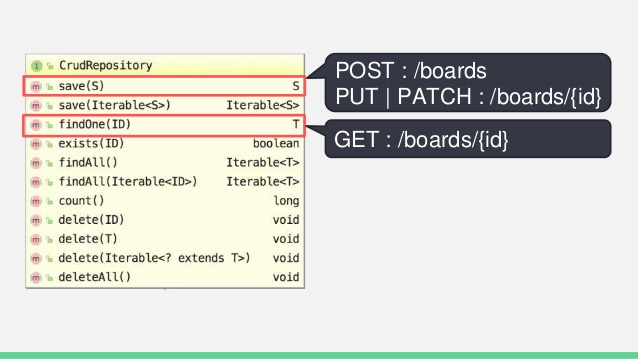 CrudRepository
save(S) S
save(Iterable<S>) Iterable<S>
findOne(ID) T
exists(ID) boolean
findAll() Iterable<T>
findAll(Iterable<ID>) Iterable<T>
count() long
delete(ID) void
delete(T) void
delete(Iterable<? extends T>) void
deleteAll() void
POST : /boards
PUT | PATCH : /boards/{id}
GET : /boards/{id}